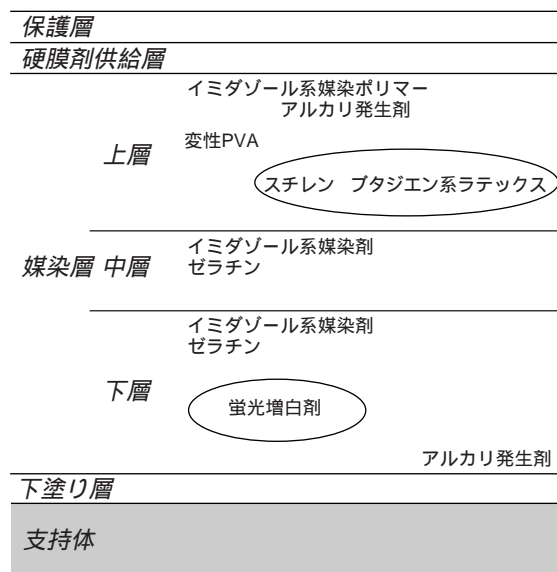 保護層
硬膜剤供給層
イミダゾール系媒染ポリマー
アルカリ発生剤
変性PVA
上層
スチレン　ブタジエン系ラテックス
イミダゾール系媒染剤
媒染層 中層
ゼラチン
イミダゾール系媒染剤
ゼラチン
下層
蛍光増白剤
アルカリ発生剤
下塗り層
支持体